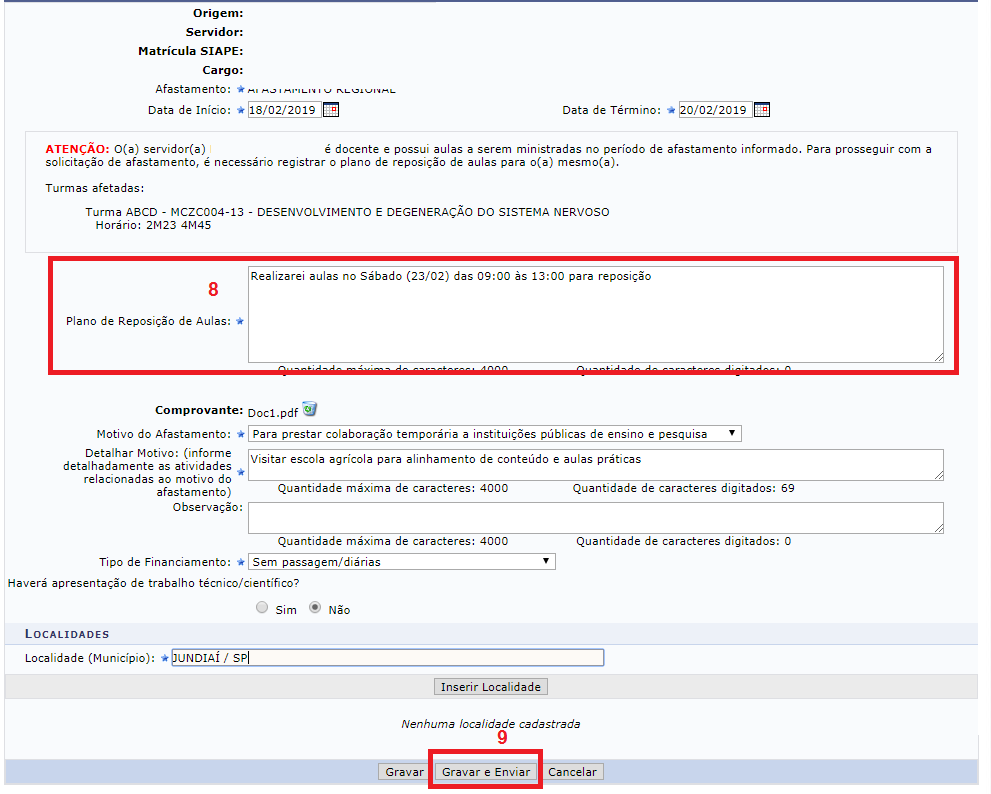 Origem:
Servidor:
Matrícula SIAPE:
Cargo:
Afastamento: AFASTAMENTO REGIONAL
Data de Início: 18/02/2019 Data de Término: 20/02/2019
ATENÇÃO: O(a) servidor(a) é docente e possui aulas a serem ministradas no período de afastamento informado. Para prosseguir com a
solicitação de afastamento, é necessário registrar o plano de reposição de aulas para o(a) mesmo(a).
Turmas afetadas:
Turma ABCD - MCZC004-13 - DESENVOLVIMENTO E DEGENERAÇÃO DO SISTEMA NERVOSO
Horário: 2M23 4M45
Realizarei aulas no Sábado (23/02) das 09:00 às 13:00 para reposição
8
Plano de Reposição de Aulas:
Quantidade máxima de caracteres: 4000 Quantidade de caracteres digitados: 0
Comprovante: Doc1.pdf
Motivo do Afastamento: Para prestar colaboração temporária a instituições públicas de ensino e pesquisa
Detalhar Motivo: (informe
detalhadamente as atividades
relacionadas ao motivo do
afastamento)
Visitar escola agrícola para alinhamento de conteúdo e aulas práticas
Quantidade máxima de caracteres: 4000 Quantidade de caracteres digitados: 69
Observação:
Quantidade máxima de caracteres: 4000 Quantidade de caracteres digitados: 0
Tipo de Financiamento: Sem passagem/diárias
Haverá apresentação de trabalho técnico/científico?
Sim Não
LOCALIDADES
Localidade (Município): JUNDIAÍ / SP
Inserir Localidade
Nenhuma localidade cadastrada
9
Gravar Gravar e Enviar Cancelar